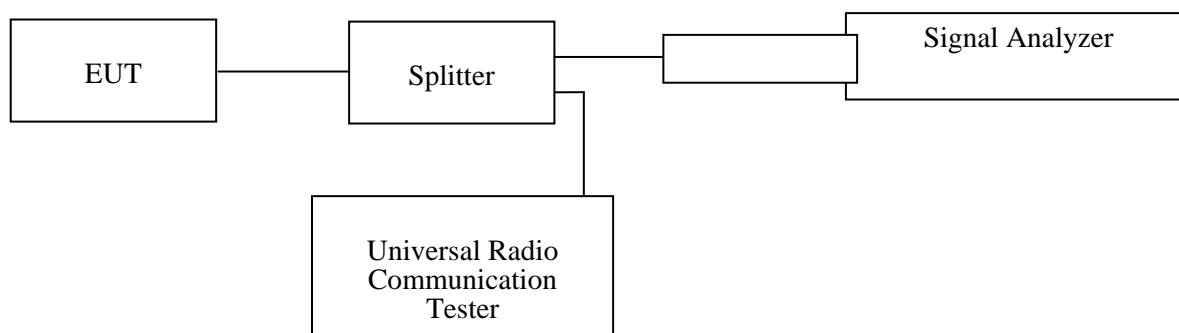 EUT
Splitter
Signal Analyzer
Universal Radio
Communication
Tester